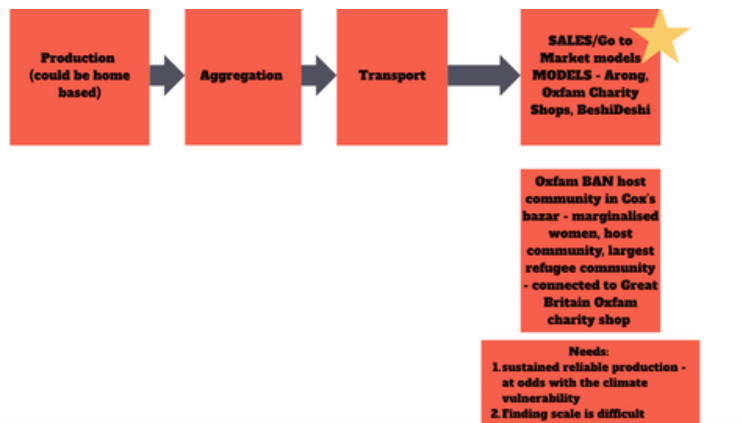 Production
(could be home
based)
Aggregation
Transport
SALES/Go to
Market models
MODELS - Arong,
Oxfam Charity
Shops, BeshiDeshi
Oxfam BAN host
community in Cox's
bazar - marginalised
women, host
community, largest
refugee community
- connected to Great
Britain Oxfam
charity shop
Needs:
1. sustained reliable production -
at odds with the climate
vulnerability
2. Finding scale is difficult